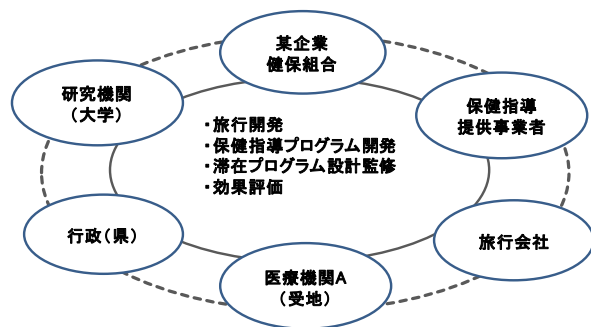 某企業
健保組合
研究機関
（大学）
保健指導
提供事業者
・旅行開発
・保健指導プログラム開発
・滞在プログラム設計監修
・効果評価
行政（県）
旅行会社
医療機関A
（受地）